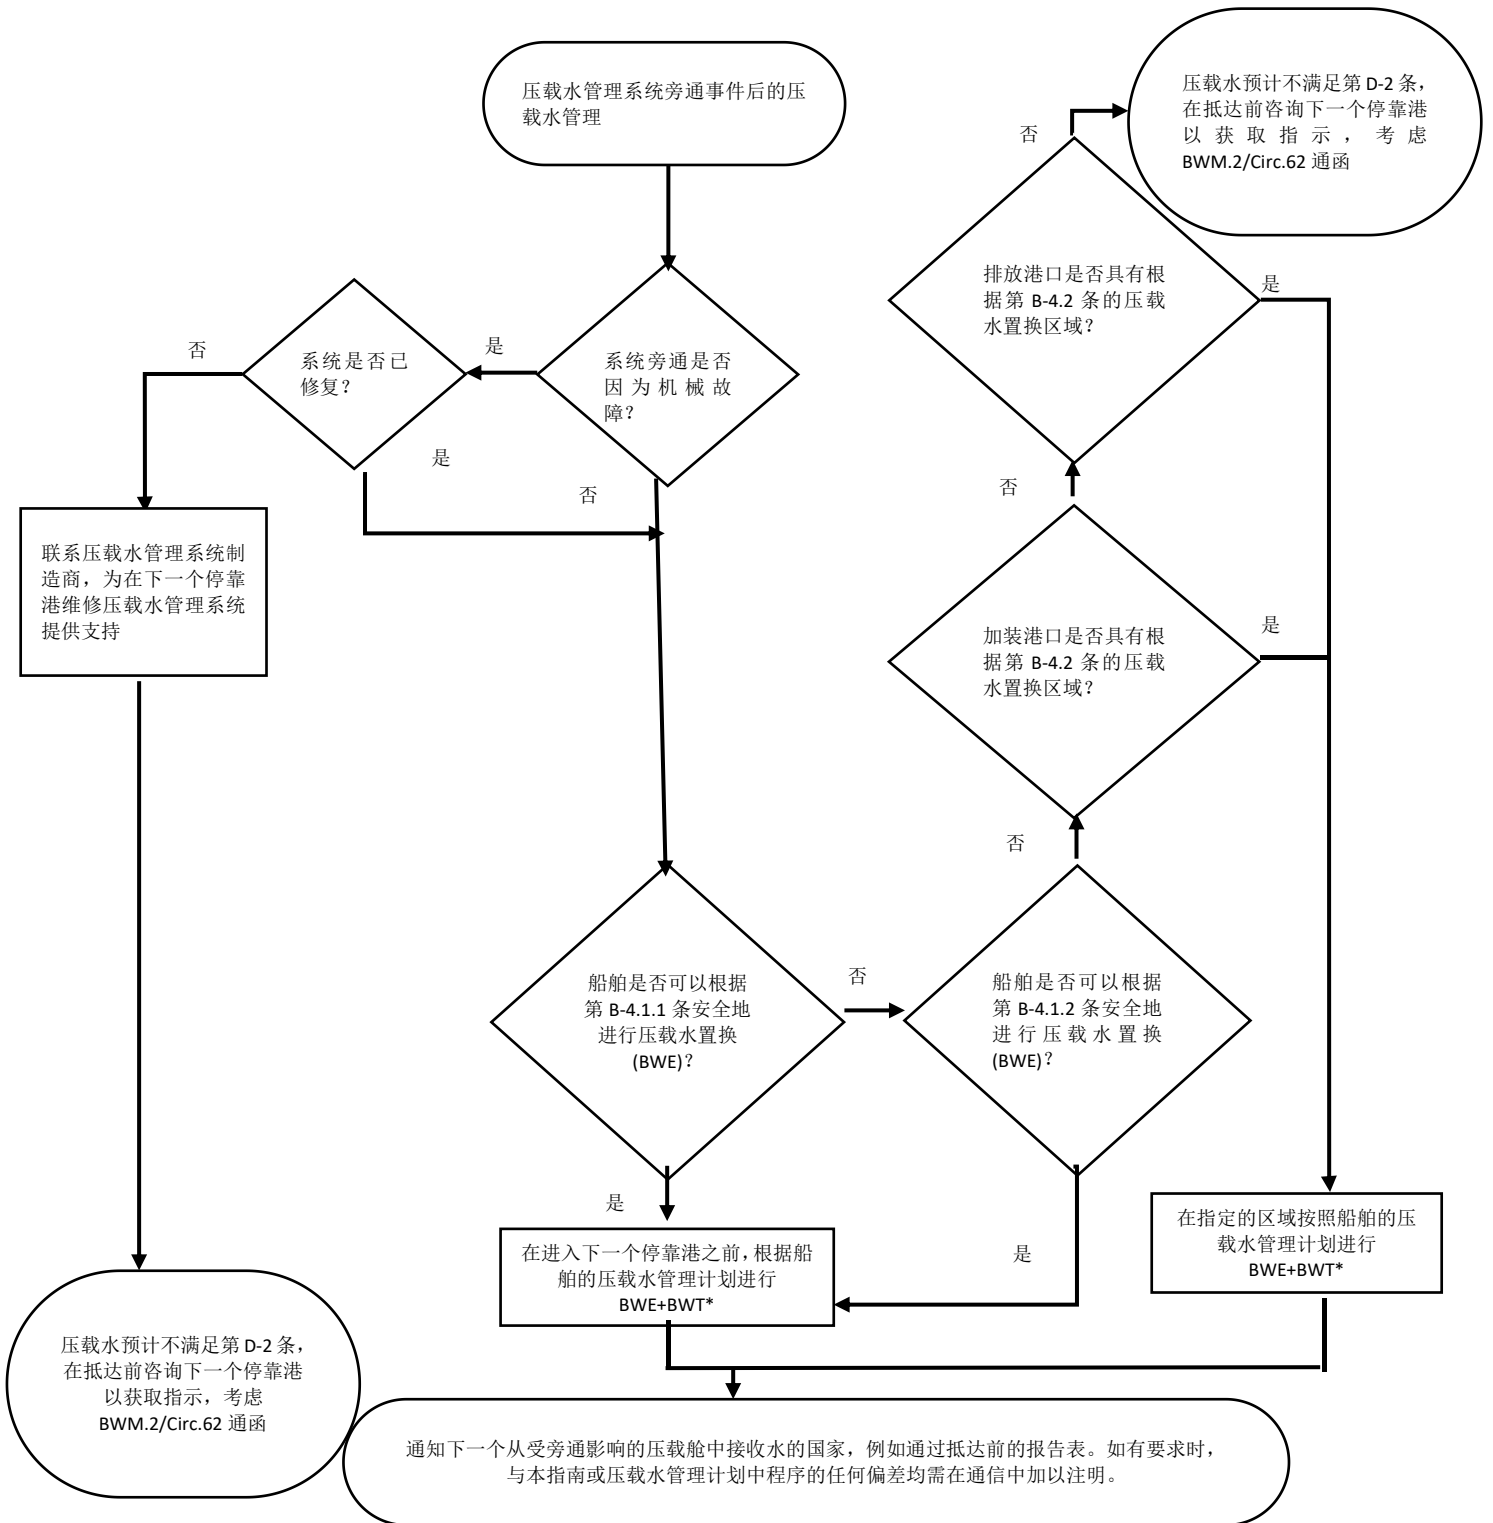 压载水管理系统旁通事件后的压
载水管理
压载水预计不满足第 D-2 条，
在抵达前咨询下一个停靠港
以获取指示，考虑
BWM.2/Circ.62 通函
否
排放港口是否具有根
据第 B-4.2 条的压载
水置换区域？
是
系统是否已
修复？
否
是
系统旁通是否
因为机械故
障？
是
否
否
联系压载水管理系统制
造商，为在下一个停靠
港维修压载水管理系统
提供支持
加装港口是否具有根
据第 B-4.2 条的压载
水置换区域？
是
否
船舶是否可以根据
第 B-4.1.1 条安全地
进行压载水置换
(BWE)？
否
船舶是否可以根据
第 B-4.1.2 条安全地
进行压载水置换
(BWE)？
是
是
在进入下一个停靠港之前，根据船
舶的压载水管理计划进行
BWE+BWT*
在指定的区域按照船舶的压
载水管理计划进行
BWE+BWT*
压载水预计不满足第 D-2 条，
在抵达前咨询下一个停靠港
以获取指示，考虑
BWM.2/Circ.62 通函
通知下一个从受旁通影响的压载舱中接收水的国家，例如通过抵达前的报告表。如有要求时，
与本指南或压载水管理计划中程序的任何偏差均需在通信中加以注明。